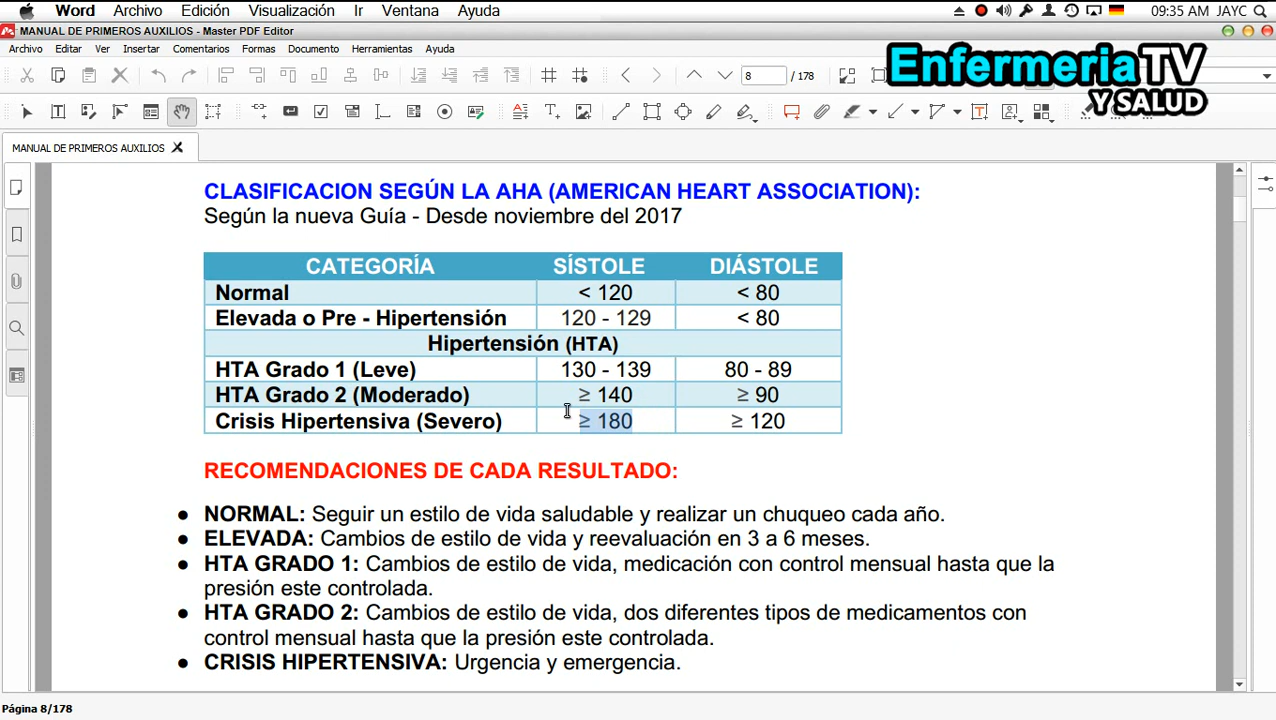 Word Archivo Edición Visualización Ir Ventana Ayuda 09:35 AM JAYC
MANUAL DE PRIMEROS AUXILIOS - Master PDF Editor
Archivo Editar Ver Insertar Comentarios Formas Documento Herramientas Ayuda
8 / 178
EnfermeriaTV
Y SALUD
MANUAL DE PRIMEROS AUXILIOS
CLASIFICACION SEGÚN LA AHA (AMERICAN HEART ASSOCIATION):
Según la nueva Guía - Desde noviembre del 2017
CATEGORÍA SÍSTOLE DIÁSTOLE
Normal < 120 < 80
Elevada o Pre - Hipertensión 120 - 129 < 80
Hipertensión (HTA)
HTA Grado 1 (Leve) 130 - 139 80 - 89
HTA Grado 2 (Moderado) ≥ 140 ≥ 90
Crisis Hipertensiva (Severo) ≥ 180 ≥ 120
RECOMENDACIONES DE CADA RESULTADO:
● NORMAL: Seguir un estilo de vida saludable y realizar un chuqueo cada año.
● ELEVADA: Cambios de estilo de vida y reevaluación en 3 a 6 meses.
● HTA GRADO 1: Cambios de estilo de vida, medicación con control mensual hasta que la
presión este controlada.
● HTA GRADO 2: Cambios de estilo de vida, dos diferentes tipos de medicamentos con
control mensual hasta que la presión este controlada.
● CRISIS HIPERTENSIVA: Urgencia y emergencia.
Página 8/178